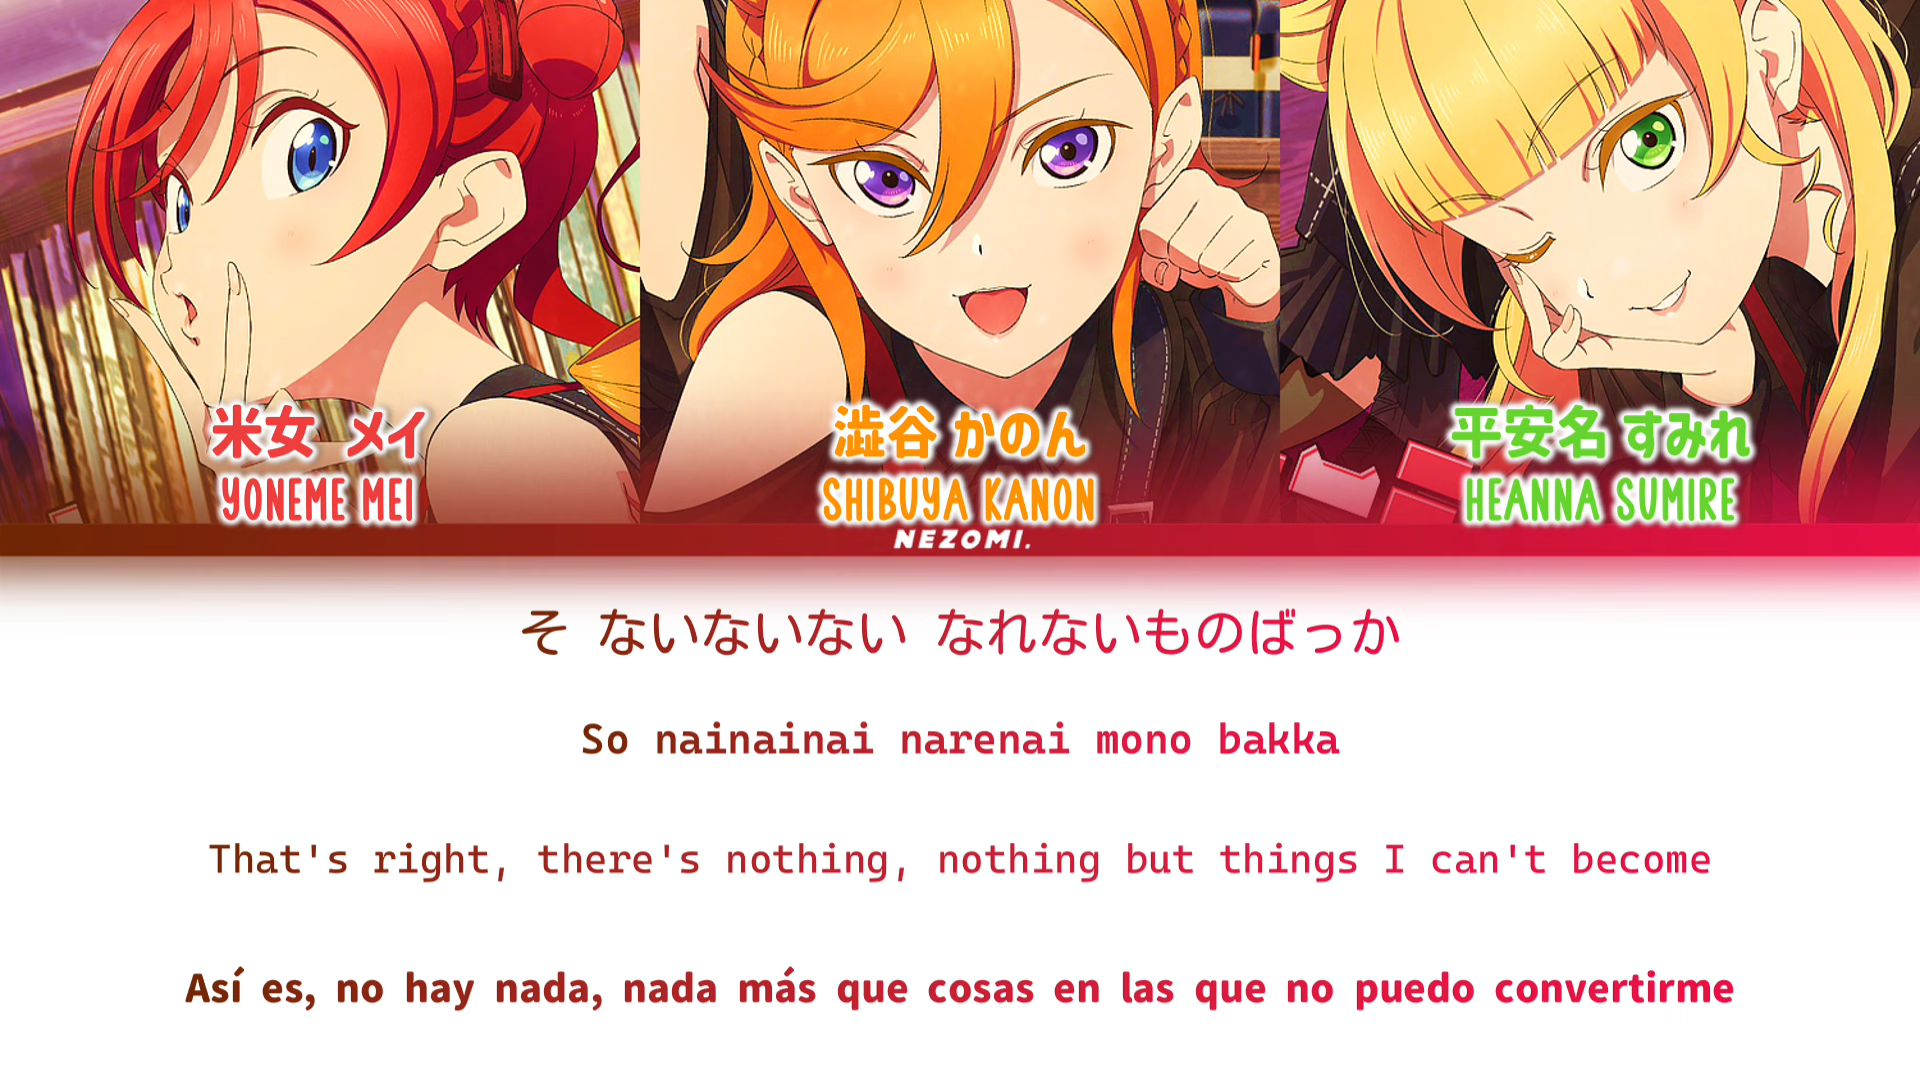 米女 メイ
YONEME MEI
澁谷 かのん
SHIBUYA KANON
平安名 すみれ
HEANNA SUMIRE
NEZOMI.
そ ないないない なれないものばっか
So nainainai narenai mono bakka
That's right, there's nothing, nothing but things I can't become
Así es, no hay nada, nada más que cosas en las que no puedo convertirme